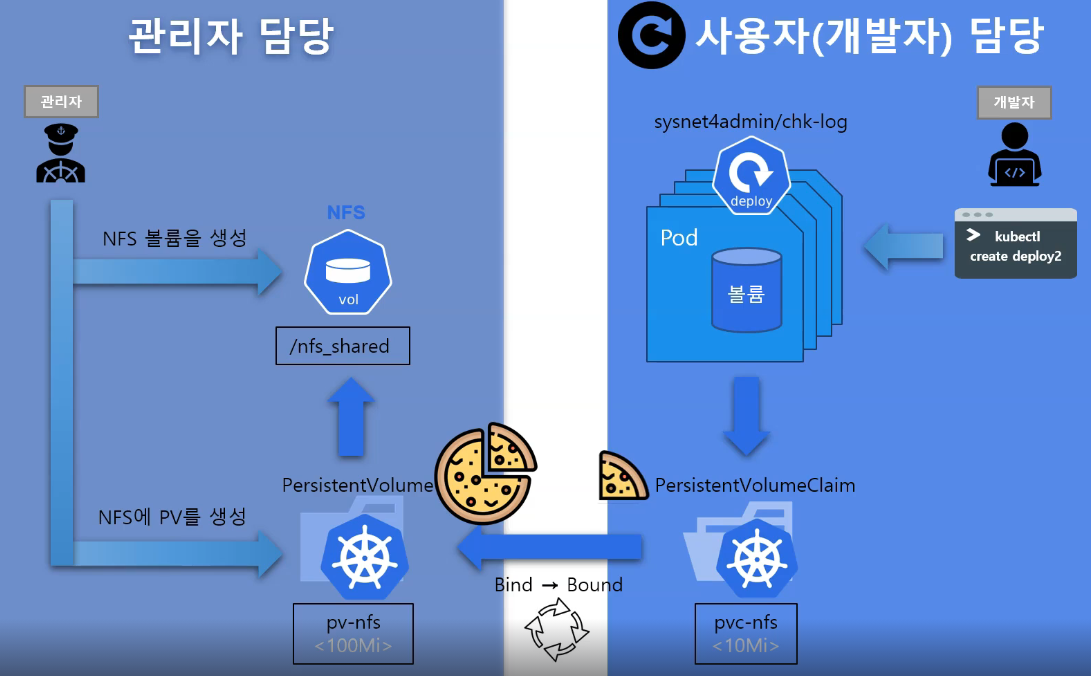 관리자 담당
관리자
NFS 볼륨을 생성
NFS
vol
/nfs_shared
NFS에 PV를 생성
PersistentVolume
pv-nfs
<100Mi>
Bind → Bound
사용자(개발자) 담당
개발자
sysnet4admin/chk-log
deploy
Pod
볼륨
> kubectl
create deploy2
</>
PersistentVolumeClaim
pvc-nfs
<10Mi>